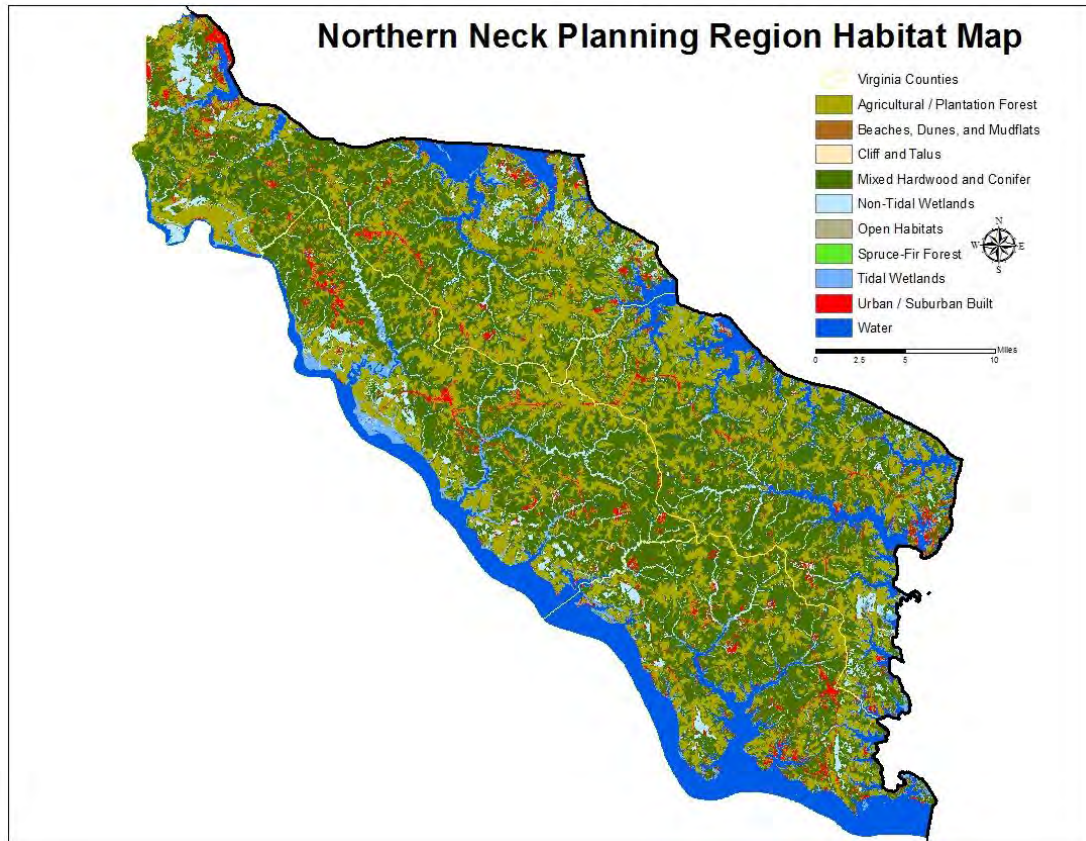 Northern Neck Planning Region Habitat Map
Virginia Counties
Agricultural / Plantation Forest
Beaches, Dunes, and Mudflats
Cliff and Talus
Mixed Hardwood and Conifer
Non-Tidal Wetlands
Open Habitats
Spruce-Fir Forest
Tidal Wetlands
Urban / Suburban Built
Water
N
W E
S
Miles
0 2.5 5 10